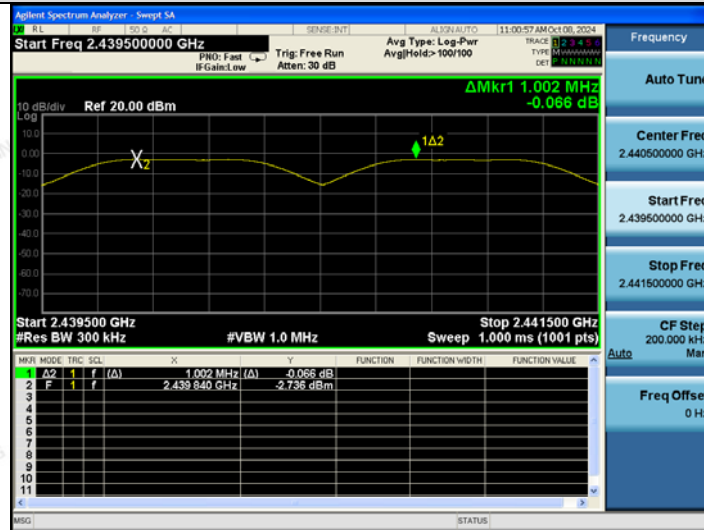 Agilent Spectrum Analyzer - Swept SA
RL RF 50 Ω AC SENSE:INT ALIGN AUTO 11:00:57 AM Oct 08, 2024
Start Freq 2.439500000 GHz
PNO: Fast
IFGain:Low
Trig: Free Run
Atten: 30 dB
Avg Type: Log-Pwr
Avg|Hold:>100/100
TRACE 1 2 3 4 5 6
TYPE M
DET P N N N N N
ΔMkr1 1.002 MHz
-0.066 dB
10 dB/div Ref 20.00 dBm
Log
10.0
0.00
-10.0
-20.0
-30.0
-40.0
-50.0
-60.0
-70.0
X2
1Δ2
Start 2.439500 GHz Stop 2.441500 GHz
#Res BW 300 kHz #VBW 1.0 MHz Sweep 1.000 ms (1001 pts)
MKR MODE TRC SCL X Y FUNCTION FUNCTION WIDTH FUNCTION VALUE
1 Δ2 1 f (Δ) 1.002 MHz (Δ) -0.066 dB
2 F 1 f 2.439 840 GHz -2.736 dBm
3
4
5
6
7
8
9
10
11
MSG STATUS
Frequency
Auto Tune
Center Freq
2.440500000 GHz
Start Freq
2.439500000 GHz
Stop Freq
2.441500000 GHz
CF Step
200.000 kHz
Auto Man
Freq Offset
0 Hz